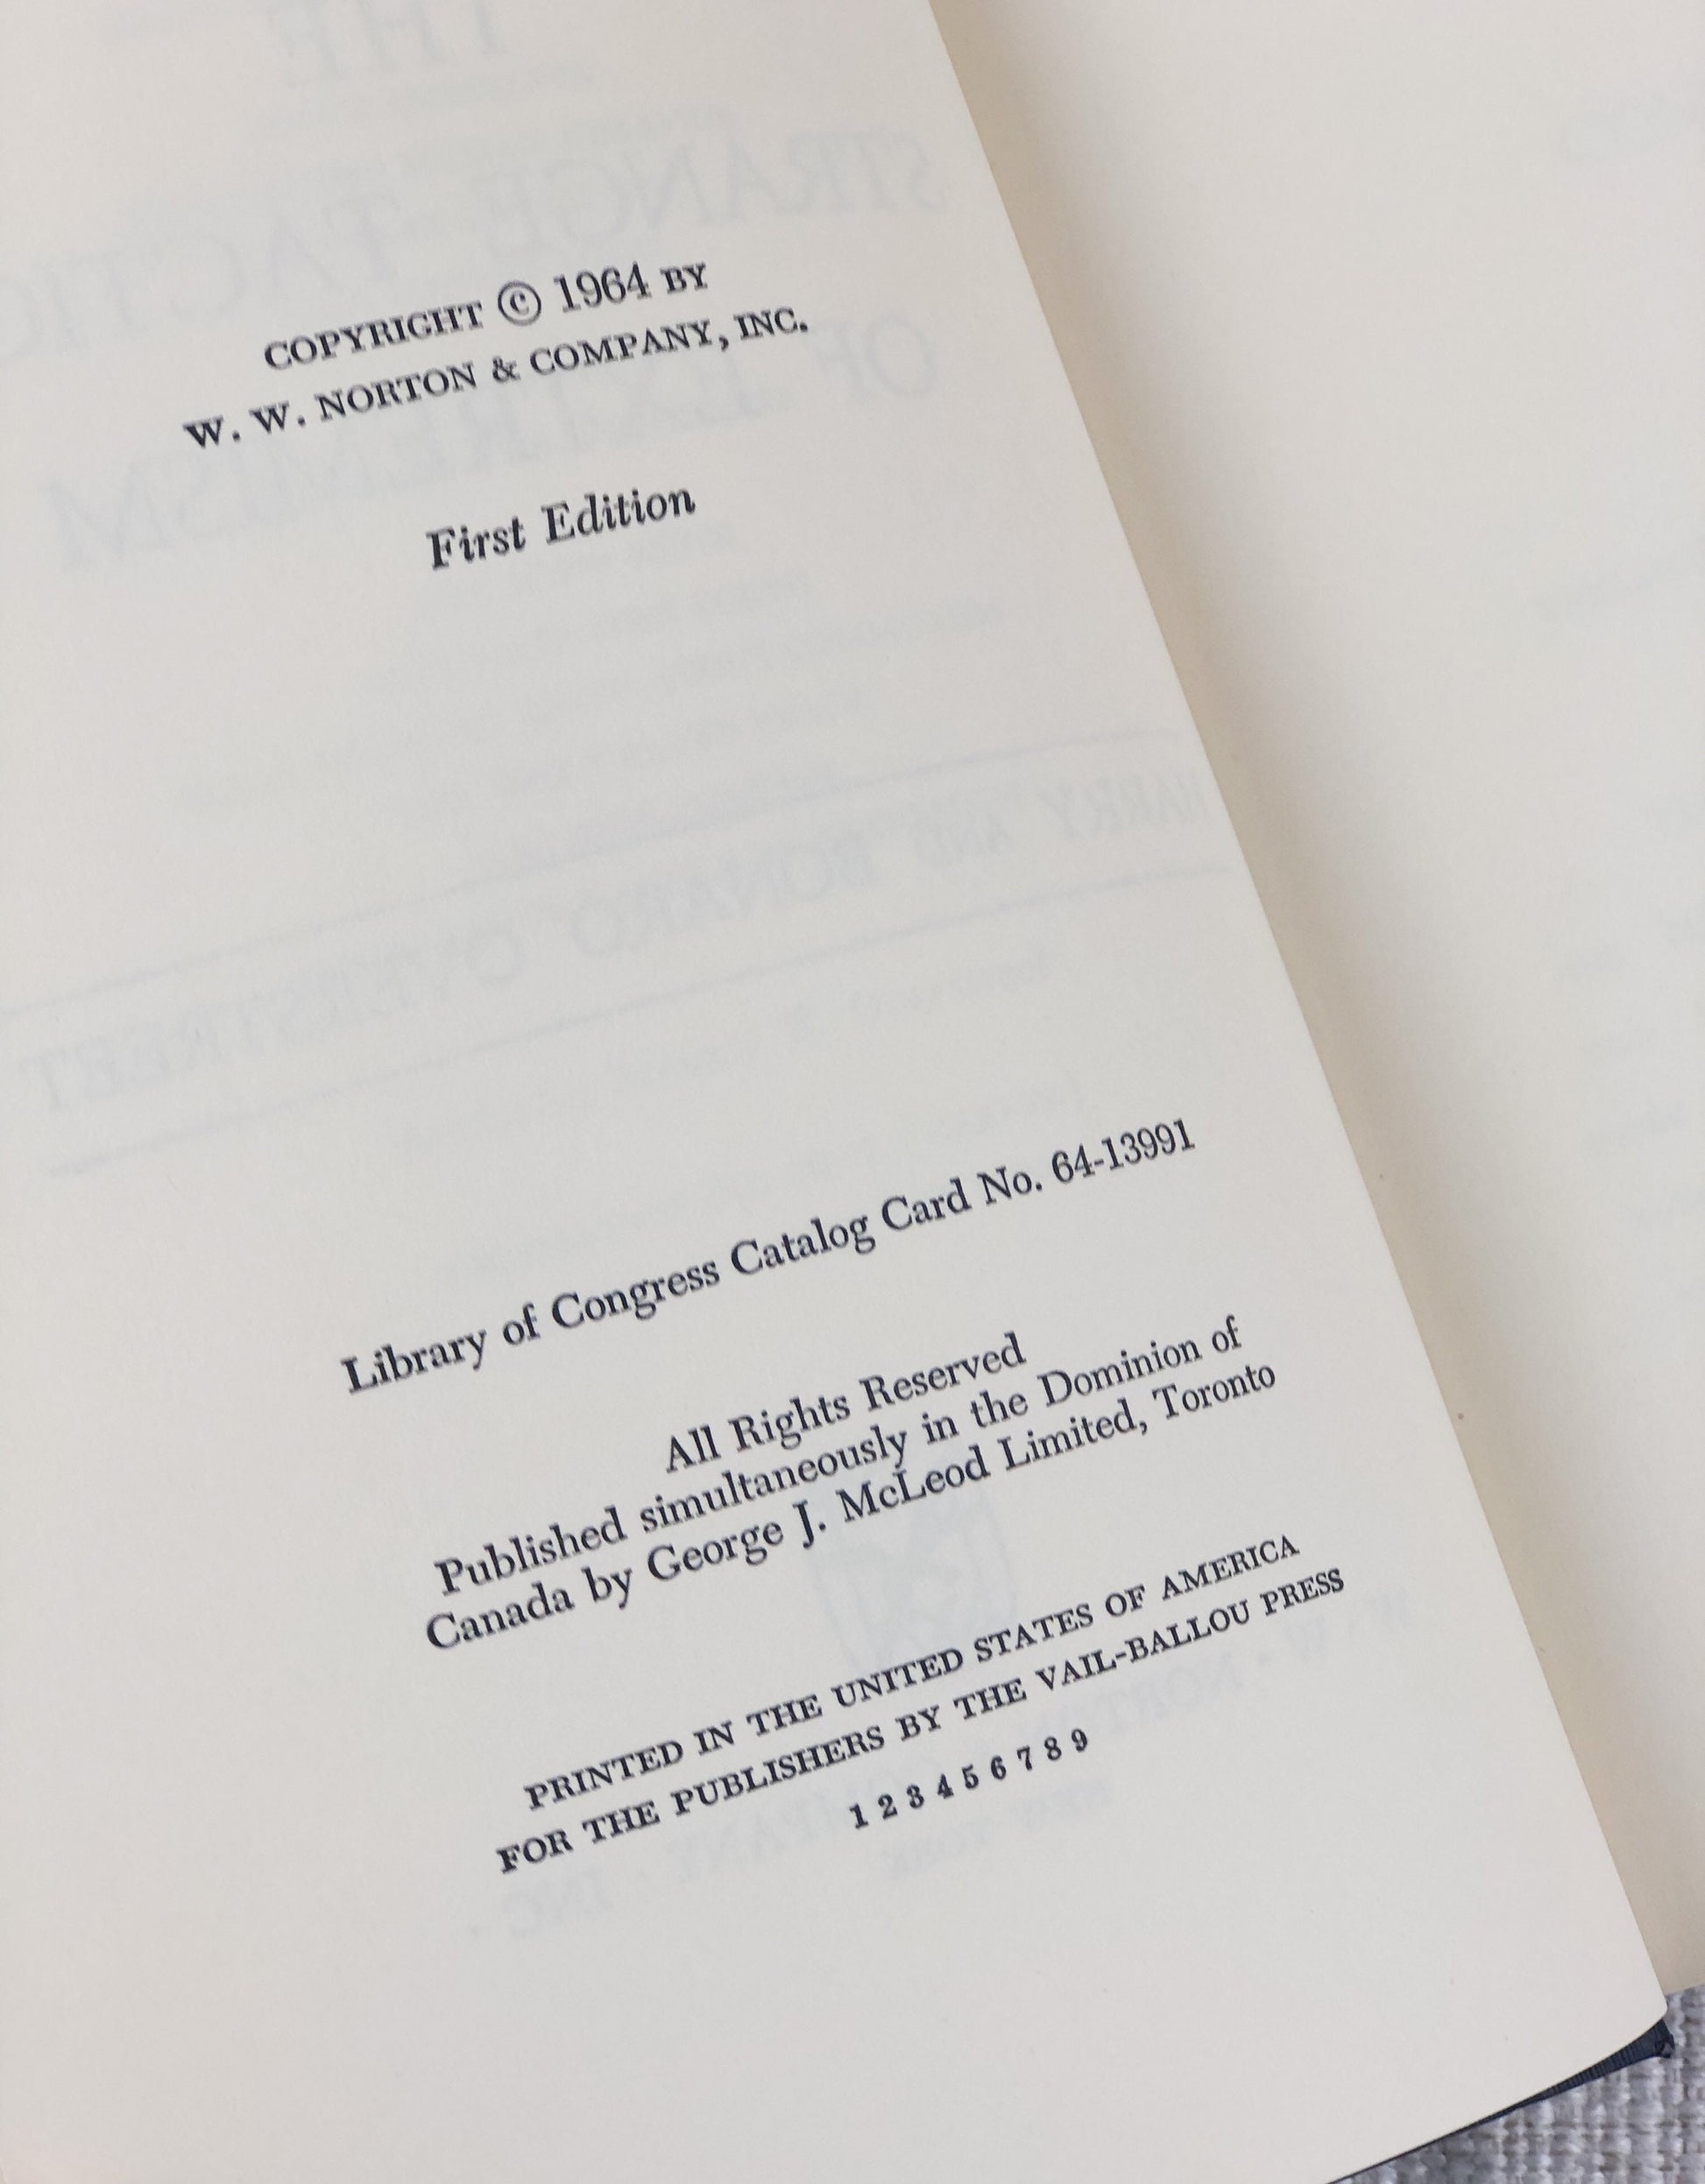 COPYRIGHT © 1964 BY
W. W. NORTON & COMPANY, INC.
First Edition
Library of Congress Catalog Card No. 64-13991
All Rights Reserved
Published simultaneously in the Dominion of
Canada by George J. McLeod Limited, Toronto
PRINTED IN THE UNITED STATES OF AMERICA
FOR THE PUBLISHERS BY THE VAIL-BALLOU PRESS
1 2 3 4 5 6 7 8 9